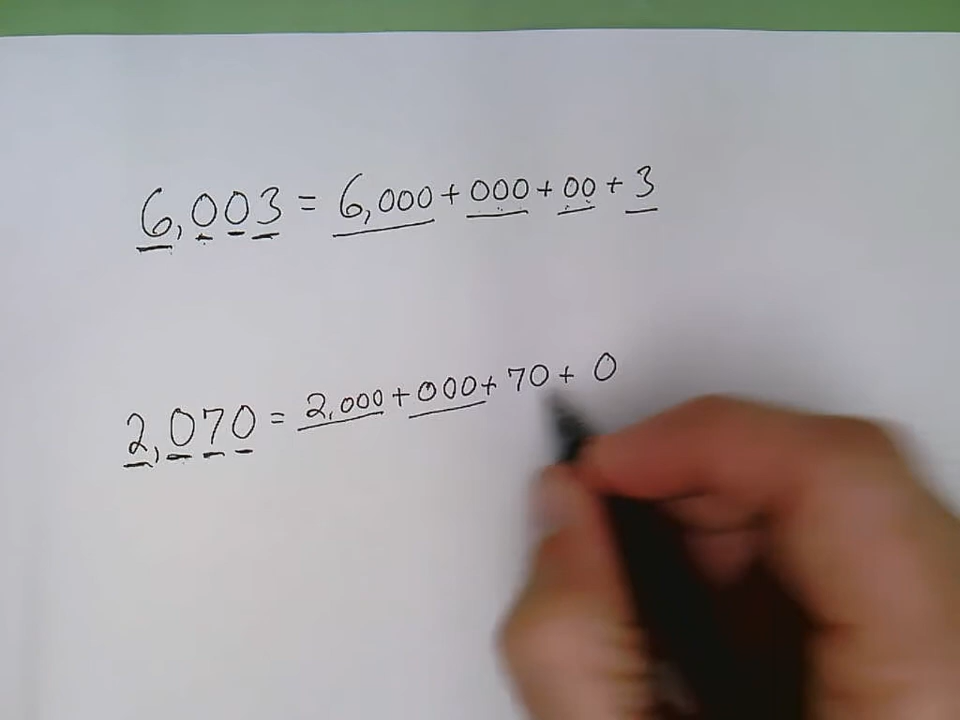 6,003 = 6,000 + 000 + 00 + 3
2,070 = 2,000 + 000 + 70 + 0